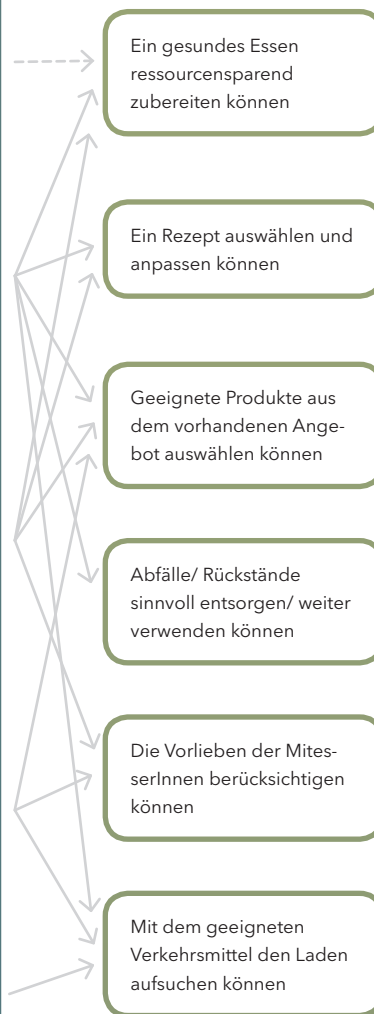 Ein gesundes Essen
ressourcensparend
zubereiten können
Ein Rezept auswählen und
anpassen können
Geeignete Produkte aus
dem vorhandenen Ange-
bot auswählen können
Abfälle/ Rückstände
sinnvoll entsorgen/ weiter
verwenden können
Die Vorlieben der Mites-
serInnen berücksichtigen
können
Mit dem geeigneten
Verkehrsmittel den Laden
aufsuchen können